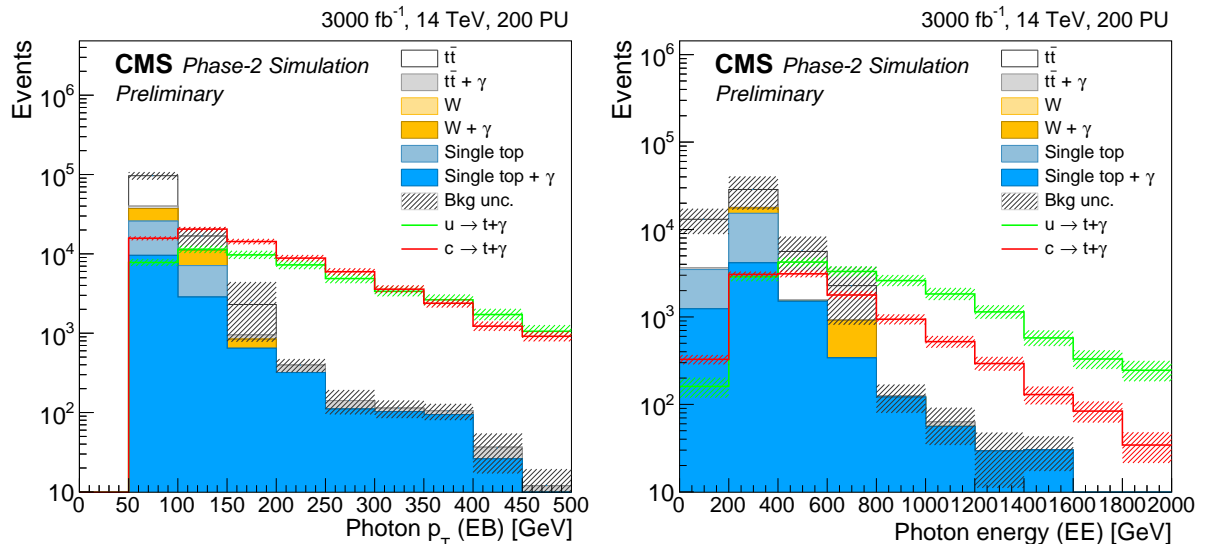 3000 fb⁻¹, 14 TeV, 200 PU
Events
CMS Phase-2 Simulation
Preliminary
tt̄
tt̄ + γ
W
W + γ
Single top
Single top + γ
Bkg unc.
u → t+γ
c → t+γ
10⁶
10⁵
10⁴
10³
10²
10
0 50 100 150 200 250 300 350 400 450 500
Photon p_T (EB) [GeV]
3000 fb⁻¹, 14 TeV, 200 PU
Events
CMS Phase-2 Simulation
Preliminary
tt̄
tt̄ + γ
W
W + γ
Single top
Single top + γ
Bkg unc.
u → t+γ
c → t+γ
10⁶
10⁵
10⁴
10³
10²
10
0 200 400 600 800 1000 1200 1400 1600 1800 2000
Photon energy (EE) [GeV]